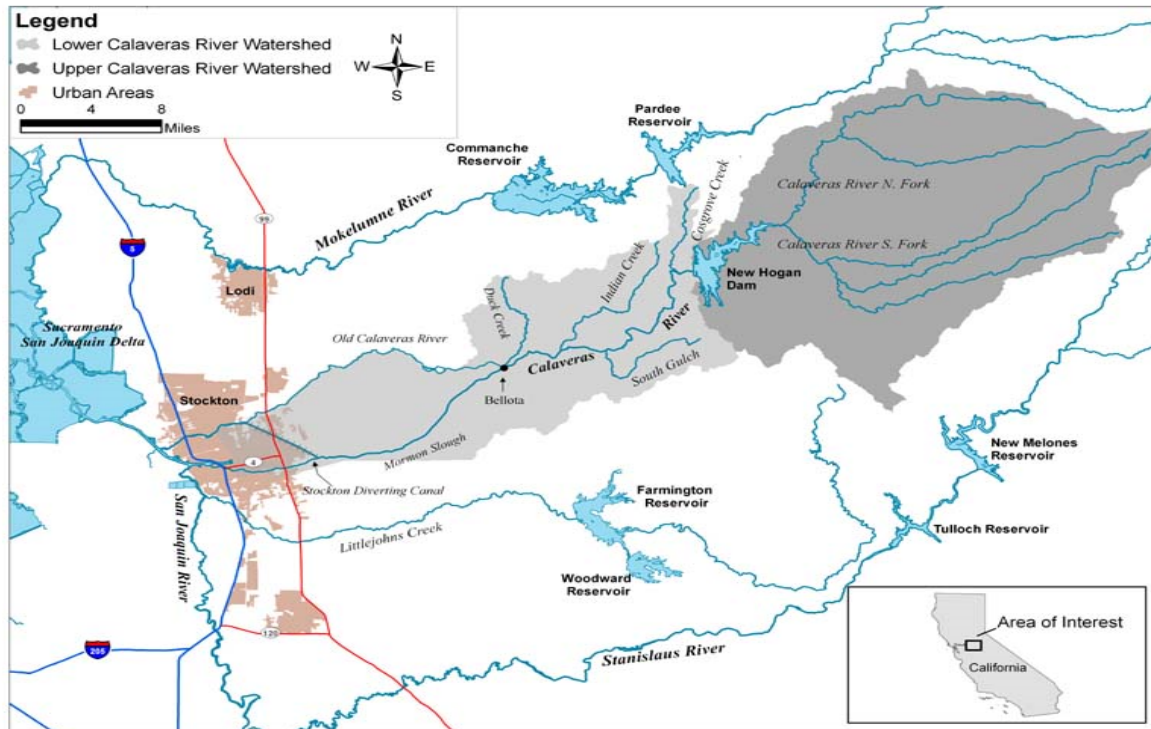 Legend
Lower Calaveras River Watershed
Upper Calaveras River Watershed
Urban Areas
0 4 8
Miles
N
W E
S
Pardee
Reservoir
Commanche
Reservoir
Mokelumne River
Cosgrove Creek
Calaveras River N. Fork
Calaveras River S. Fork
99
5
Lodi
Indian Creek
Duck Creek
New Hogan
Dam
River
Sacramento
San Joaquin Delta
Old Calaveras River
Calaveras
South Gulch
Bellota
Stockton
4
Mormon Slough
Stockton Diverting Canal
New Melones
Reservoir
San Joaquin River
Littlejohns Creek
Farmington
Reservoir
Tulloch Reservoir
Woodward
Reservoir
120
205
Stanislaus River
Area of Interest
California